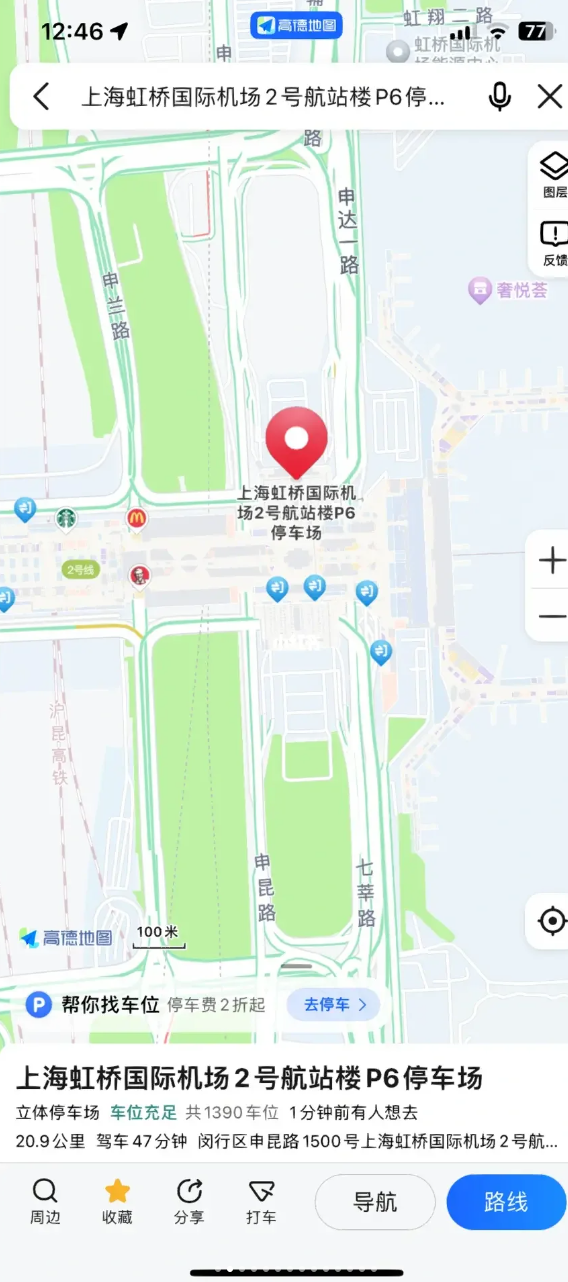 12:46
高德地图
77
虹翔二路
申
虹桥国际机
上海虹桥国际机场2号航站楼P6停...
路
图层
申达一路
反馈
申兰路
奢悦荟
上海虹桥国际机
场2号航站楼P6
停车场
2号线
沪昆高铁
申昆路
七莘路
高德地图
100米
P
帮你找车位 停车费2折起 去停车 >
上海虹桥国际机场2号航站楼P6停车场
立体停车场 车位充足 共1390车位 1分钟前有人想去
20.9公里 驾车47分钟 闵行区申昆路1500号上海虹桥国际机场2号航...
周边 收藏 分享 打车 导航 路线